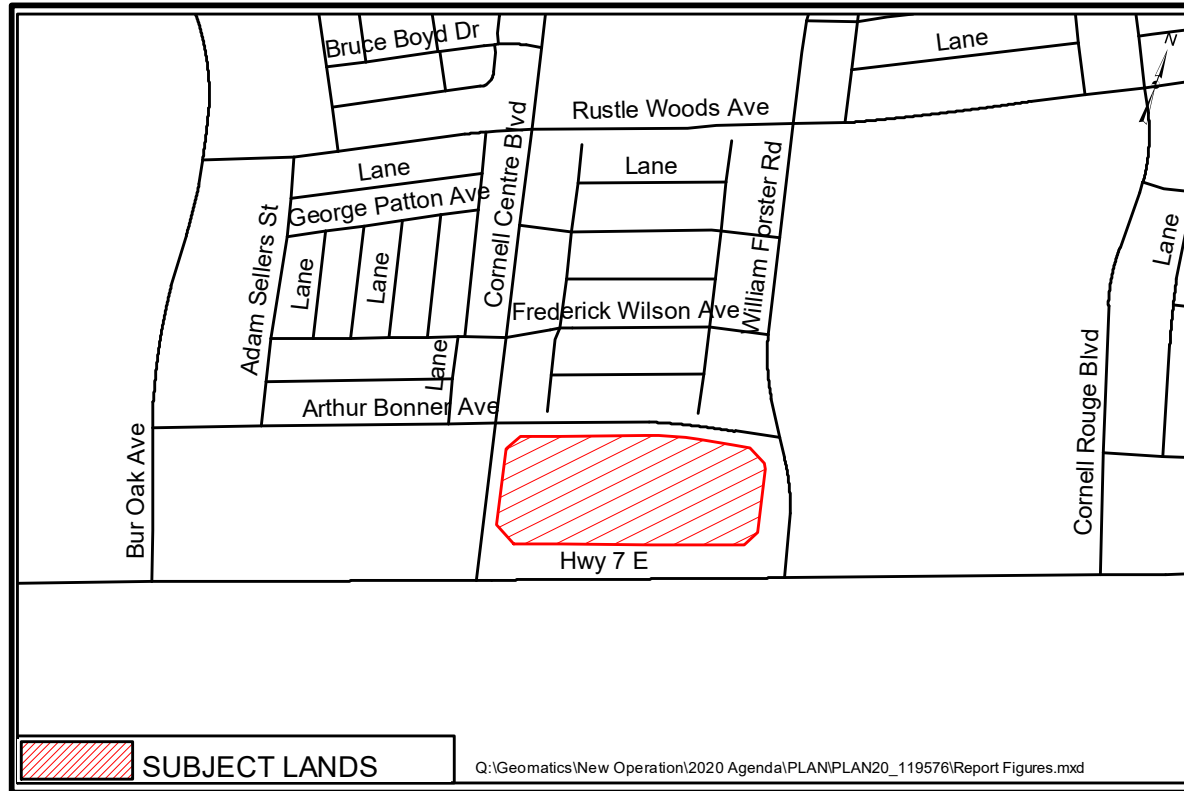 Bruce Boyd Dr
Lane
N
Rustle Woods Ave
Lane
Lane
George Patton Ave
Cornell Centre Blvd
William Forster Rd
Adam Sellers St
Lane
Lane
Lane
Frederick Wilson Ave
Lane
Arthur Bonner Ave
Bur Oak Ave
Cornell Rouge Blvd
Hwy 7 E
SUBJECT LANDS
Q:\Geomatics\New Operation\2020 Agenda\PLAN\PLAN20_119576\Report Figures.mxd